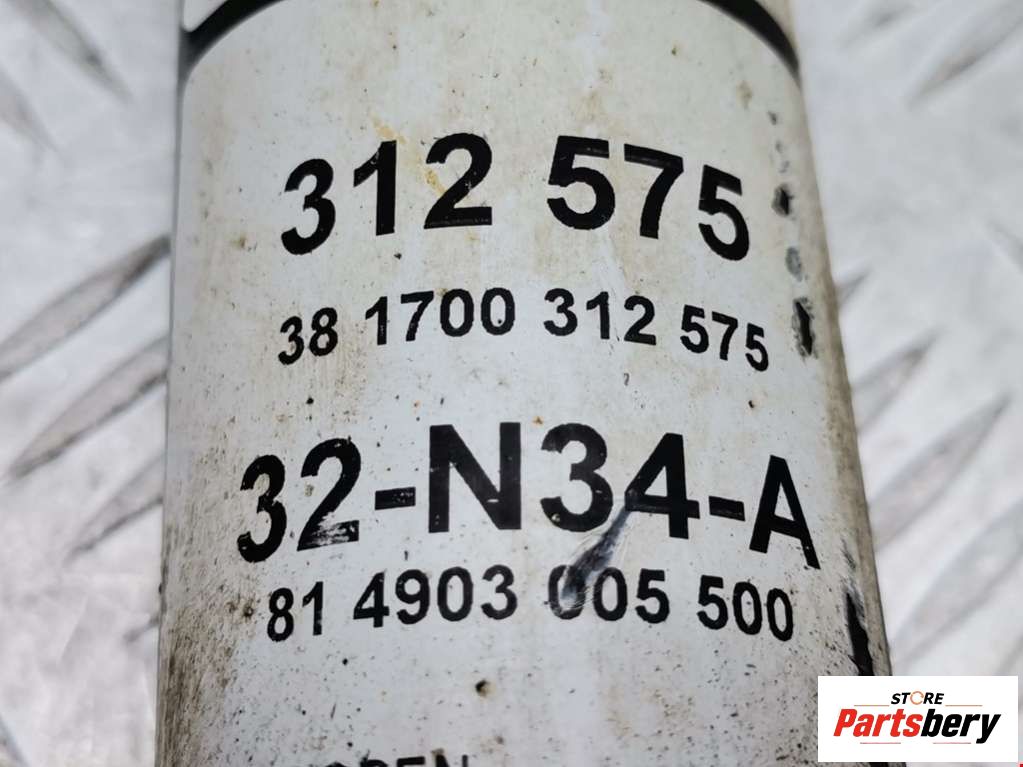 312 575
38 1700 312 575
32-N34-A
81 4903 005 500
STORE
Partsbery